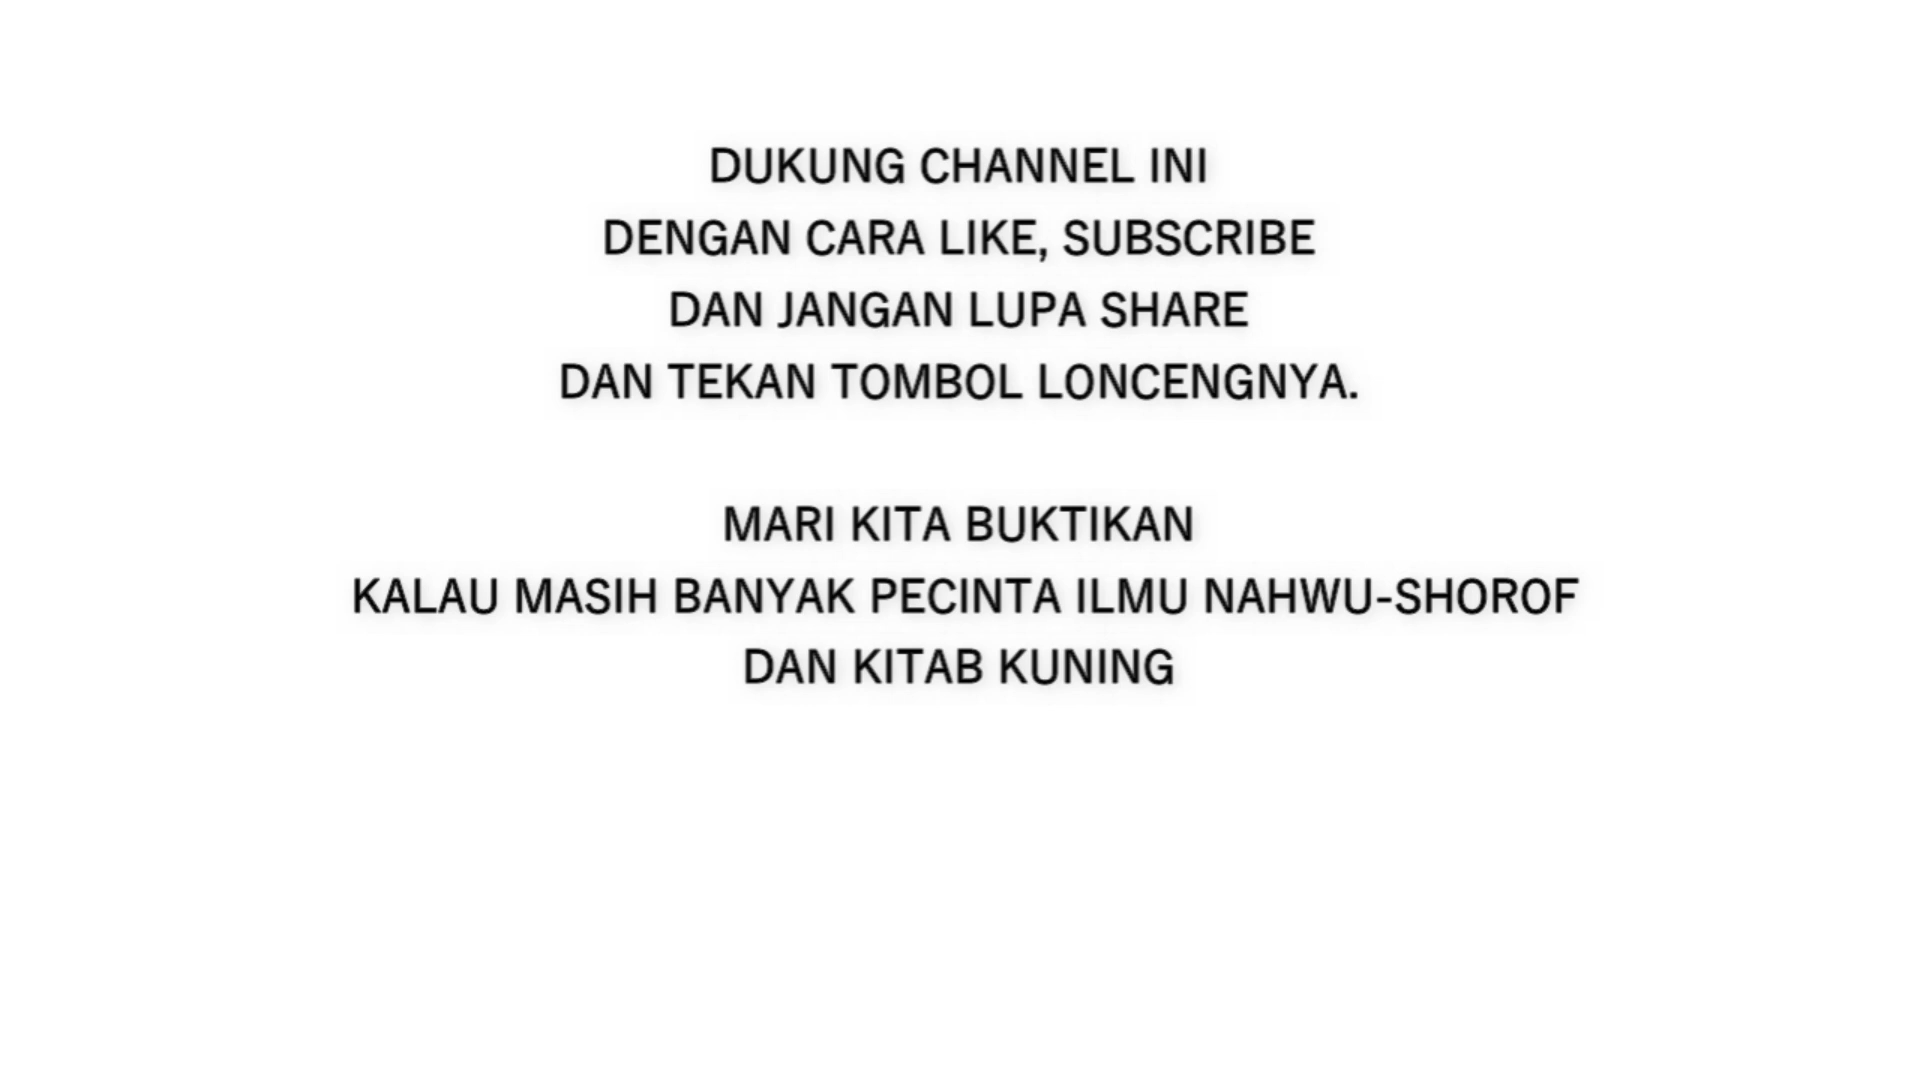 DUKUNG CHANNEL INI
DENGAN CARA LIKE, SUBSCRIBE
DAN JANGAN LUPA SHARE
DAN TEKAN TOMBOL LONCENGNYA.
MARI KITA BUKTIKAN
KALAU MASIH BANYAK PECINTA ILMU NAHWU-SHOROF
DAN KITAB KUNING